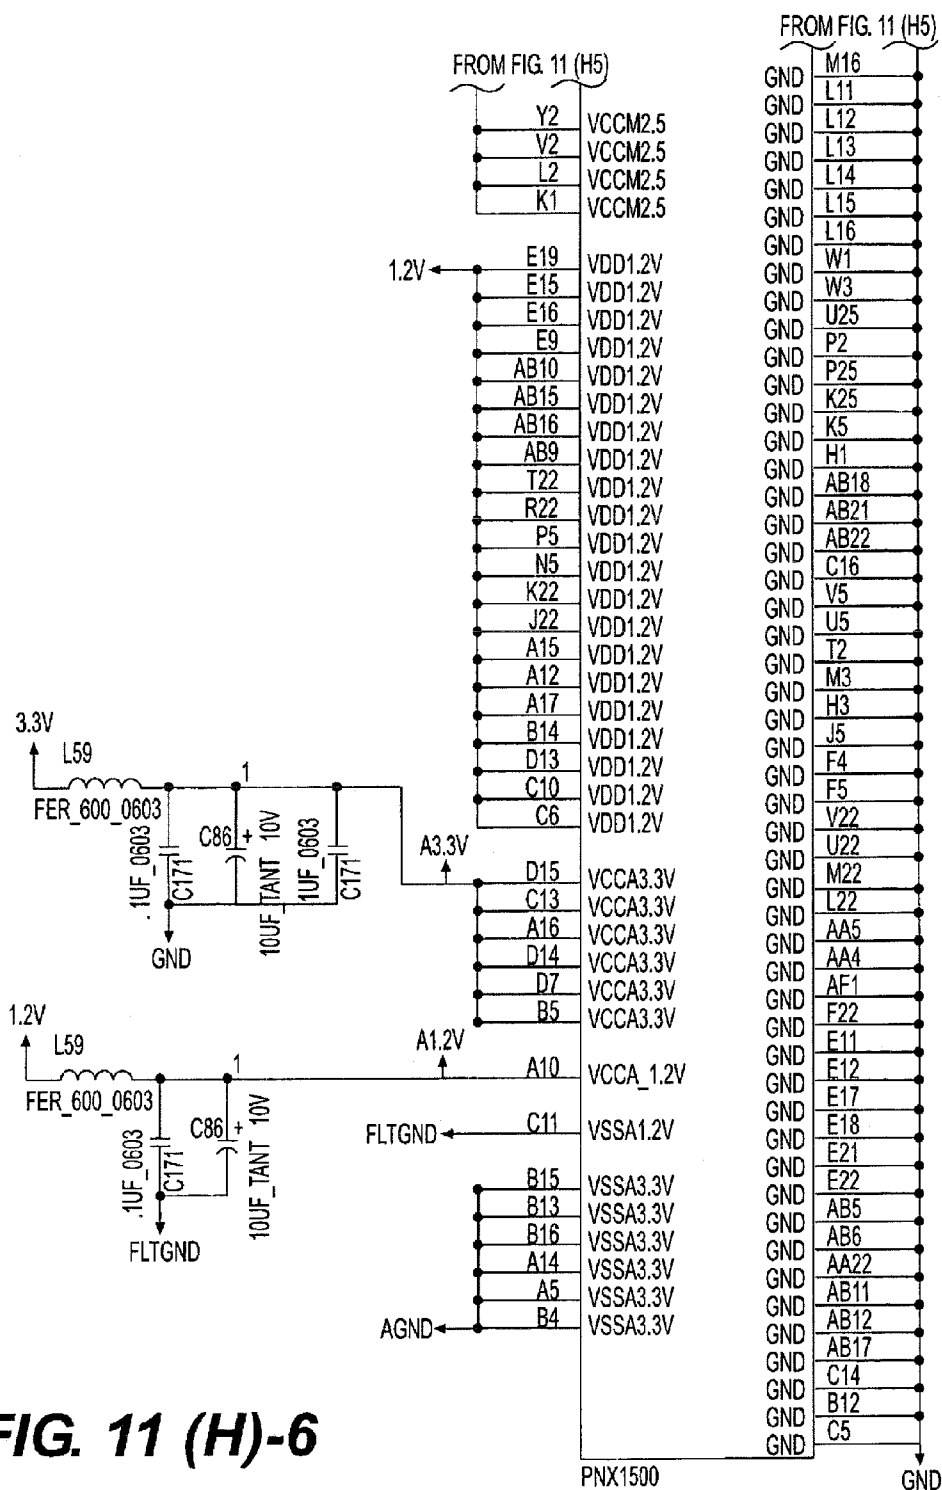 FROM FIG. 11 (H5)
FROM FIG. 11 (H5)
GND M16
GND L11
GND L12
GND L13
GND L14
GND L15
GND L16
GND W1
GND W3
GND U25
GND P2
GND P25
GND K25
GND K5
GND H1
GND AB18
GND AB21
GND AB22
GND C16
GND V5
GND U5
GND T2
GND M3
GND H3
GND J5
GND F4
GND F5
GND V22
GND U22
GND M22
GND L22
GND AA5
GND AA4
GND AF1
GND F22
GND E11
GND E12
GND E17
GND E18
GND E21
GND E22
GND AB5
GND AB6
GND AA22
GND AB11
GND AB12
GND AB17
GND C14
GND B12
GND C5
GND
Y2 VCCM2.5
V2 VCCM2.5
L2 VCCM2.5
K1 VCCM2.5
1.2V
E19 VDD1.2V
E15 VDD1.2V
E16 VDD1.2V
E9 VDD1.2V
AB10 VDD1.2V
AB15 VDD1.2V
AB16 VDD1.2V
AB9 VDD1.2V
T22 VDD1.2V
R22 VDD1.2V
P5 VDD1.2V
N5 VDD1.2V
K22 VDD1.2V
J22 VDD1.2V
A15 VDD1.2V
A12 VDD1.2V
A17 VDD1.2V
B14 VDD1.2V
D13 VDD1.2V
C10 VDD1.2V
C6 VDD1.2V
3.3V
L59
FER_600_0603
1
.1UF_0603
C171
C86 +
10UF_TANT 10V
.1UF_0603
C171
GND
A3.3V
D15 VCCA3.3V
C13 VCCA3.3V
A16 VCCA3.3V
D14 VCCA3.3V
D7 VCCA3.3V
B5 VCCA3.3V
1.2V
L59
FER_600_0603
1
.1UF_0603
C171
C86 +
10UF_TANT 10V
FLTGND
A1.2V
A10 VCCA_1.2V
FLTGND
C11 VSSA1.2V
B15 VSSA3.3V
B13 VSSA3.3V
B16 VSSA3.3V
A14 VSSA3.3V
A5 VSSA3.3V
AGND
B4 VSSA3.3V
PNX1500
FIG. 11 (H)-6